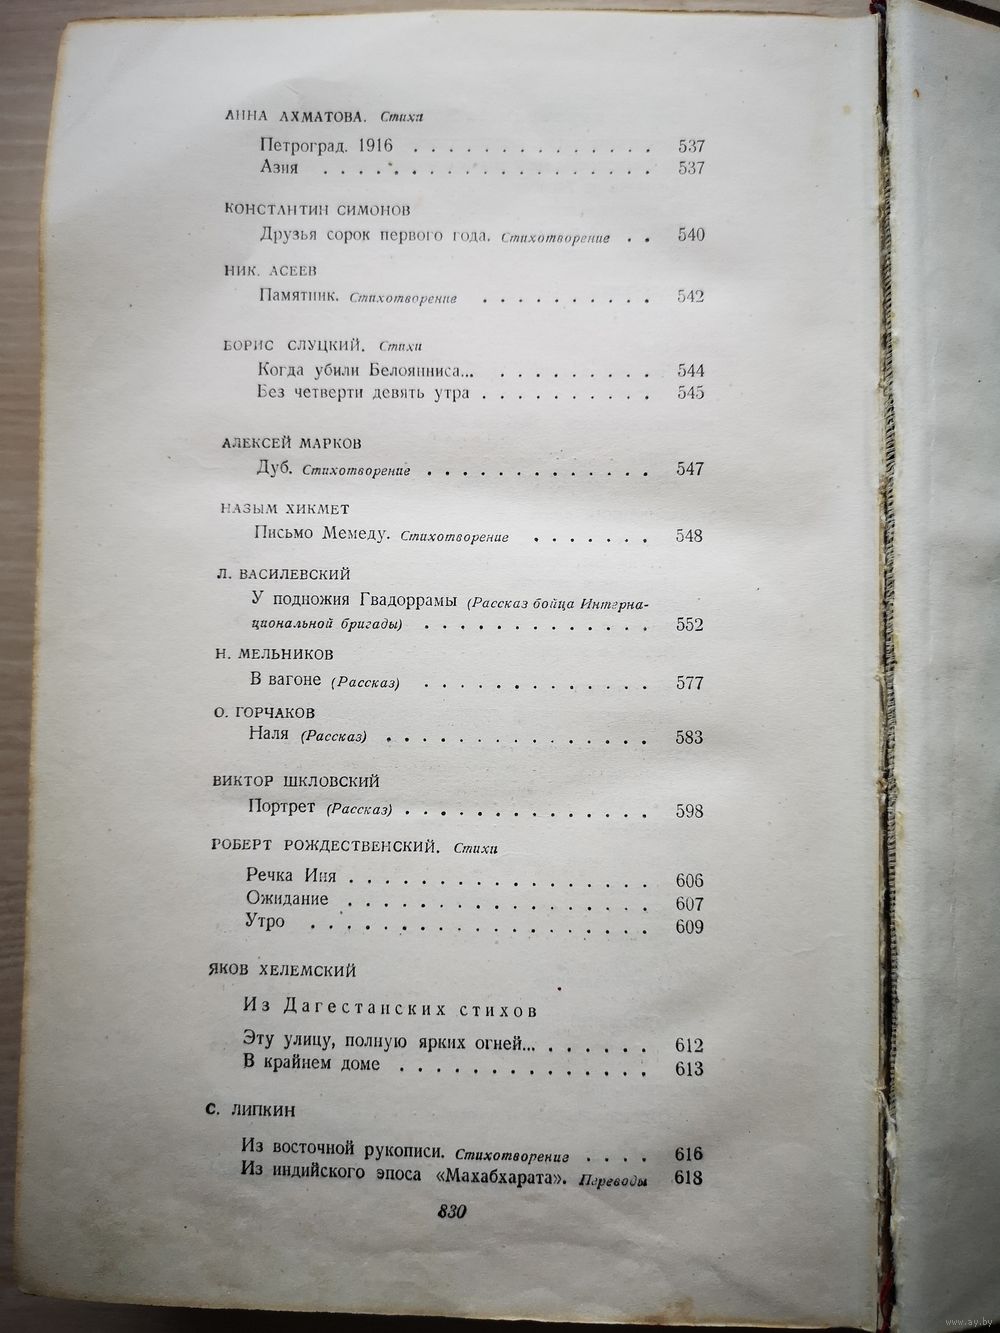 АННА АХМАТОВА. Стихи
Петроград. 1916 . . . . . . . . . . . . . . 537
Азия . . . . . . . . . . . . . . . . . . 537
КОНСТАНТИН СИМОНОВ
Друзья сорок первого года. Стихотворение . . 540
НИК. АСЕЕВ
Памятник. Стихотворение . . . . . . . . . . 542
БОРИС СЛУЦКИЙ. Стихи
Когда убили Белоянниса... . . . . . . . . . 544
Без четверти девять утра . . . . . . . . . . 545
АЛЕКСЕЙ МАРКОВ
Дуб. Стихотворение . . . . . . . . . . . . . 547
НАЗЫМ ХИКМЕТ
Письмо Мемеду. Стихотворение . . . . . . . 548
Л. ВАСИЛЕВСКИЙ
У подножия Гвадоррамы (Рассказ бойца Интерна-
циональной бригады) . . . . . . . . . . . . . 552
Н. МЕЛЬНИКОВ
В вагоне (Рассказ) . . . . . . . . . . . . . 577
О. ГОРЧАКОВ
Наля (Рассказ) . . . . . . . . . . . . . . . 583
ВИКТОР ШКЛОВСКИЙ
Портрет (Рассказ) . . . . . . . . . . . . . . 598
РОБЕРТ РОЖДЕСТВЕНСКИЙ. Стихи
Речка Иня . . . . . . . . . . . . . . . . . 606
Ожидание . . . . . . . . . . . . . . . . . 607
Утро . . . . . . . . . . . . . . . . . . . 609
ЯКОВ ХЕЛЕМСКИЙ
Из Дагестанских стихов
Эту улицу, полную ярких огней... . . . . . . 612
В крайнем доме . . . . . . . . . . . . . . 613
С. ЛИПКИН
Из восточной рукописи. Стихотворение . . . . 616
Из индийского эпоса «Махабхарата». Переводы 618
830
www.ay.by